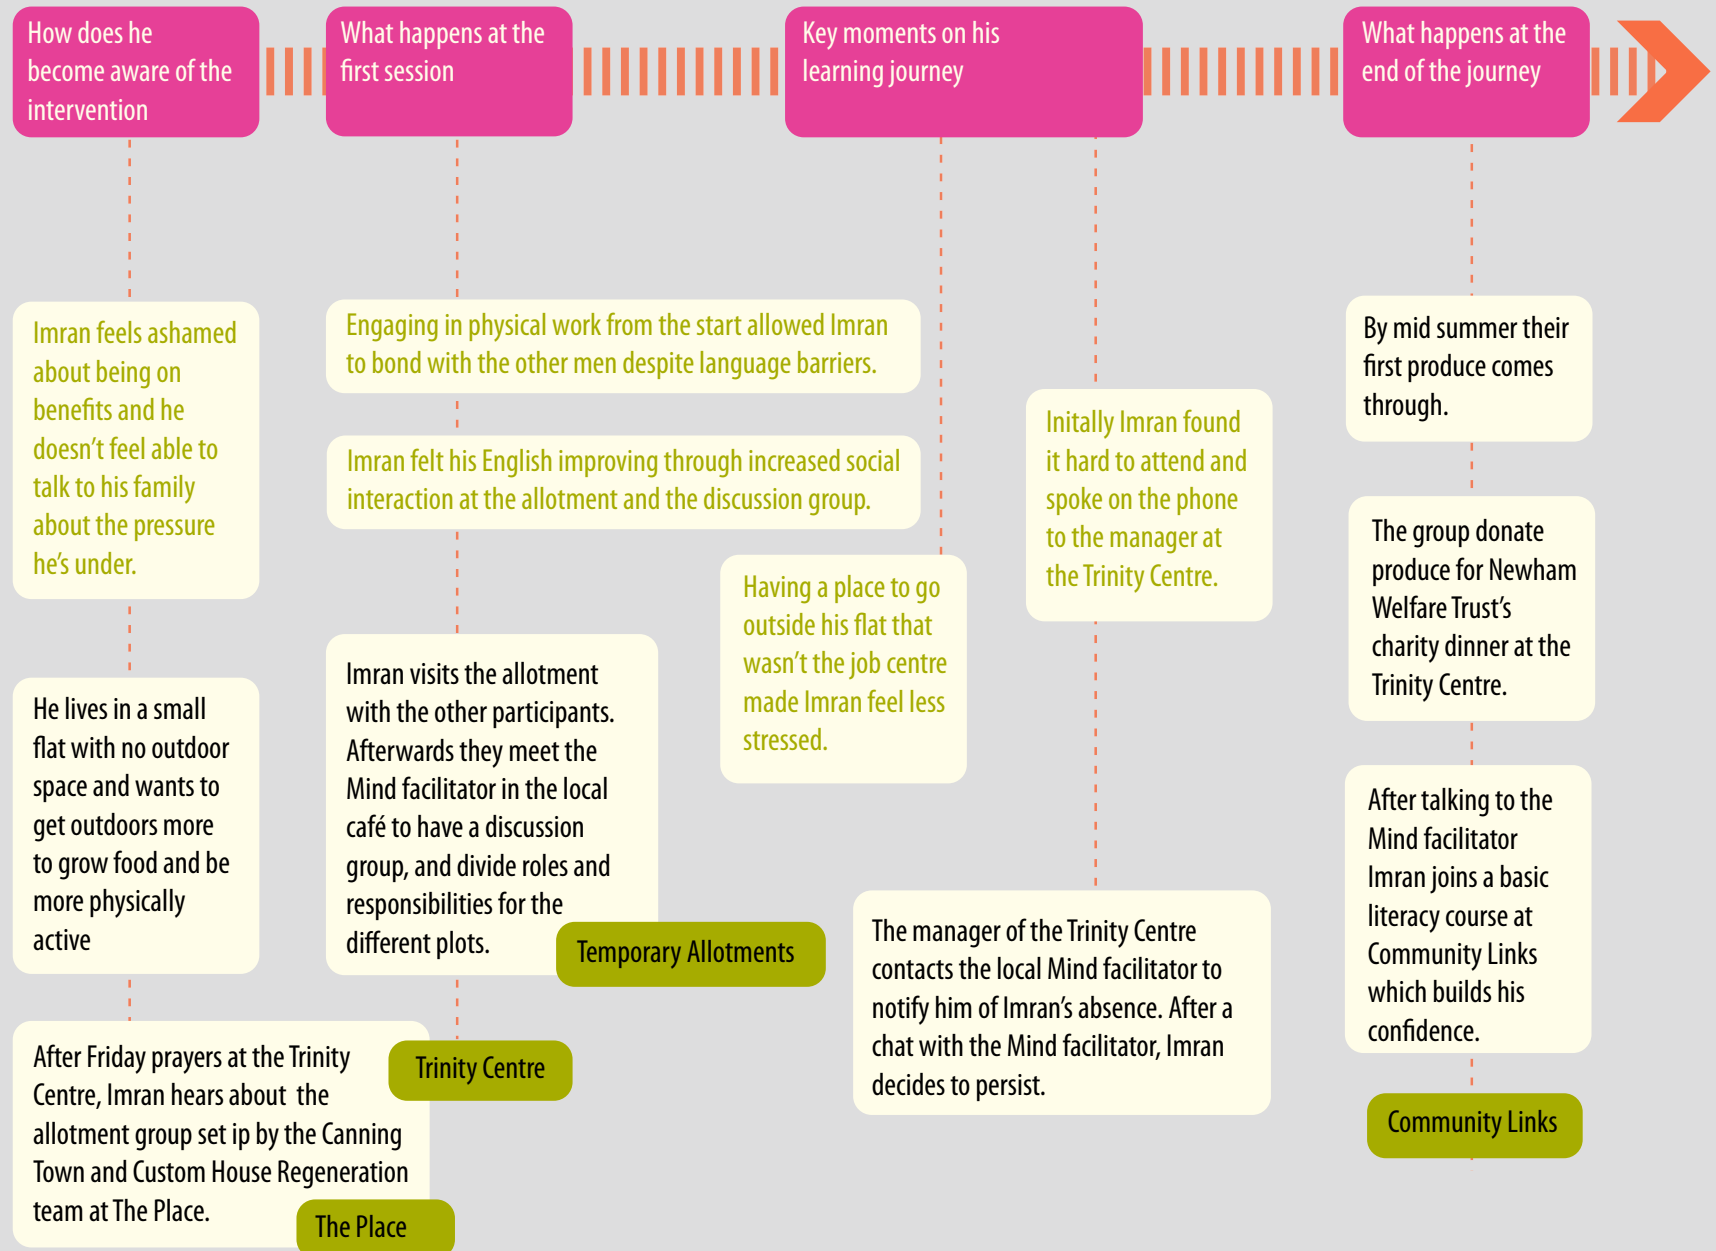 How does he
become aware of the
intervention
Imran feels ashamed
about being on
benefits and he
doesn't feel able to
talk to his family
about the pressure
he's under.
He lives in a small
flat with no outdoor
space and wants to
get outdoors more
to grow food and be
more physically
active
After Friday prayers at the Trinity
Centre, Imran hears about the
allotment group set ip by the Canning
Town and Custom House Regeneration
team at The Place.
The Place
What happens at the
first session
Engaging in physical work from the start allowed Imran
to bond with the other men despite language barriers.
Imran felt his English improving through increased social
interaction at the allotment and the discussion group.
Imran visits the allotment
with the other participants.
Afterwards they meet the
Mind facilitator in the local
café to have a discussion
group, and divide roles and
responsibilities for the
different plots.
Temporary Allotments
Trinity Centre
Key moments on his
learning journey
Having a place to go
outside his flat that
wasn't the job centre
made Imran feel less
stressed.
Initally Imran found
it hard to attend and
spoke on the phone
to the manager at
the Trinity Centre.
The manager of the Trinity Centre
contacts the local Mind facilitator to
notify him of Imran's absence. After a
chat with the Mind facilitator, Imran
decides to persist.
What happens at the
end of the journey
By mid summer their
first produce comes
through.
The group donate
produce for Newham
Welfare Trust's
charity dinner at the
Trinity Centre.
After talking to the
Mind facilitator
Imran joins a basic
literacy course at
Community Links
which builds his
confidence.
Community Links